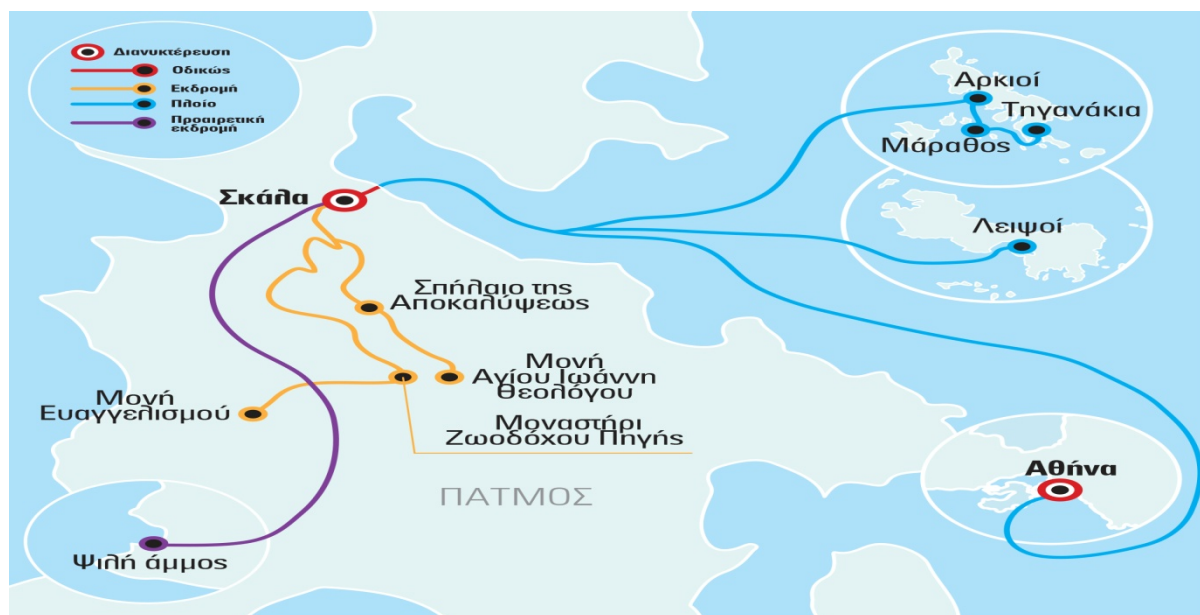 Διανυκτέρευση
Οδικώς
Εκδρομή
Πλοίο
Προαιρετική
εκδρομή
Αρκιοί
Τηγανάκια
Μάραθος
Σκάλα
Λειψοί
Σπήλαιο της
Αποκαλύψεως
Μονή
Αγίου Ιωάννη
Θεολόγου
Μονή
Ευαγγελισμού
Μοναστήρι
Ζωοδόχου Πηγής
Αθήνα
ΠΑΤΜΟΣ
Ψιλή άμμος